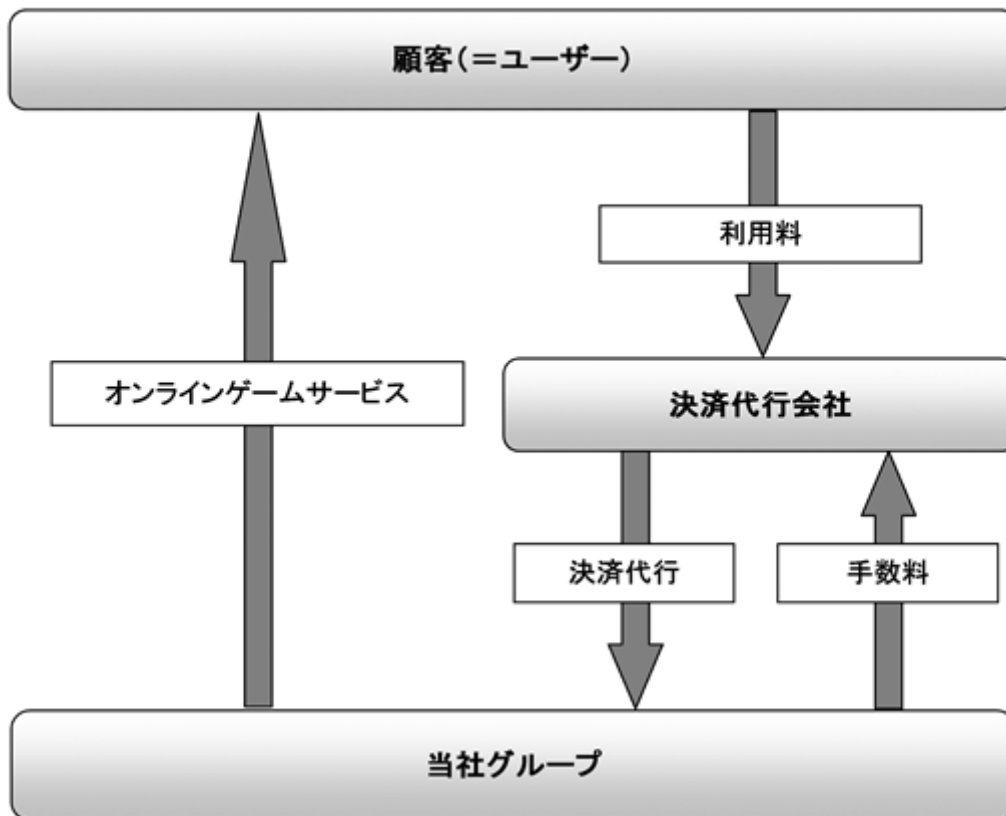 顧客(＝ユーザー)
利用料
オンラインゲームサービス
決済代行会社
決済代行
手数料
当社グループ